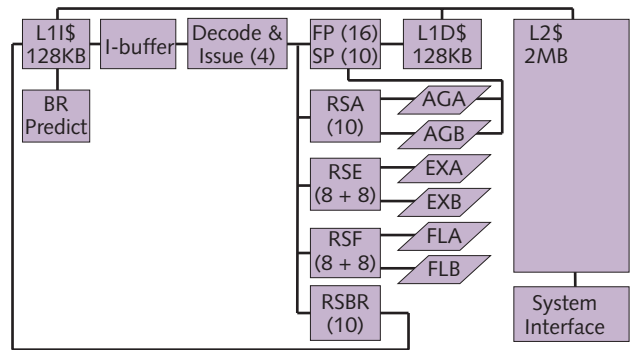 L1I$
128KB
I-buffer
Decode &
Issue (4)
FP (16)
SP (10)
L1D$
128KB
L2$
2MB
BR
Predict
RSA
(10)
AGA
AGB
RSE
(8 + 8)
EXA
EXB
RSF
(8 + 8)
FLA
FLB
RSBR
(10)
System
Interface